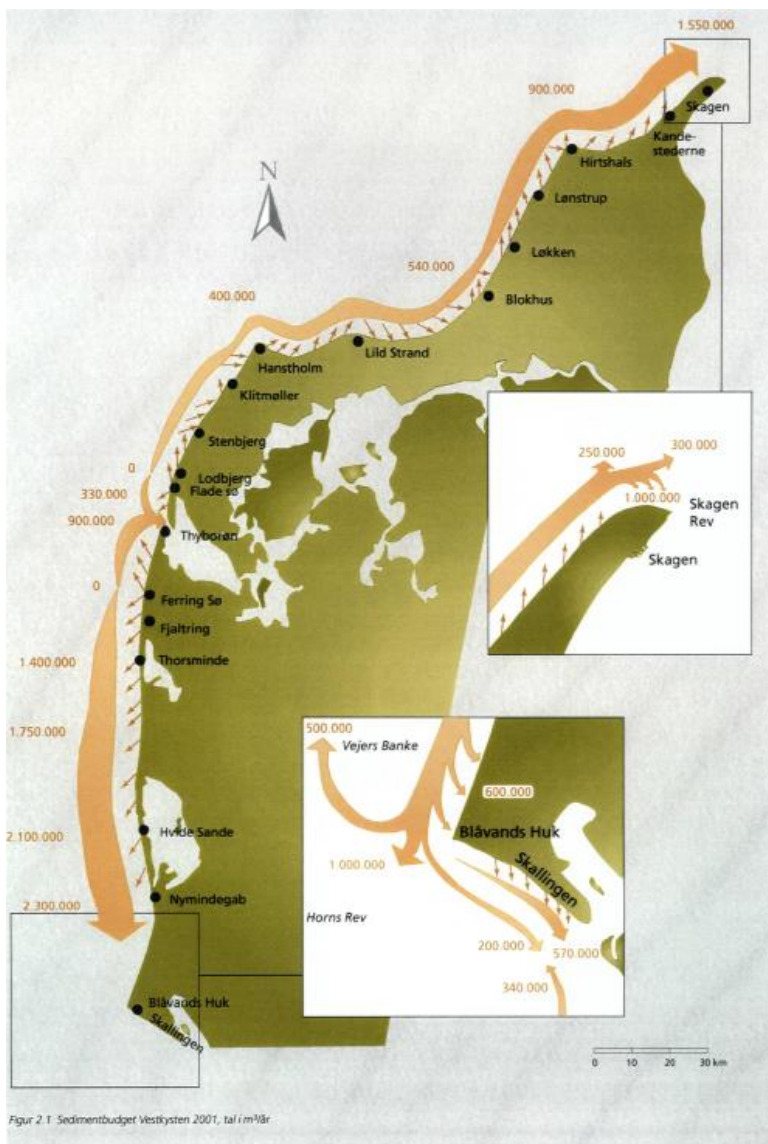 1.550.000
900.000
Skagen
Kande-
stederne
Hirtshals
N
Lønstrup
540.000
Løkken
400.000
Blokhus
Lild Strand
Hanstholm
Klitmøller
Stenbjerg
0
Lodbjerg
Flade sø
330.000
900.000
Thyborøn
0
Ferring Sø
Fjaltring
1.400.000
Thorsminde
1.750.000
Hvide Sande
2.100.000
Nymindegab
2.300.000
Blåvands Huk
Skallingen
250.000
300.000
1.000.000
Skagen
Rev
Skagen
500.000
Vejers Banke
600.000
Blåvands Huk
1 000.000
Skallingen
Horns Rev
200.000
570.000
340.000
0 10 20 30 km
Figur 2.1 Sedimentbudget Vestkysten 2001, tal i m³/år